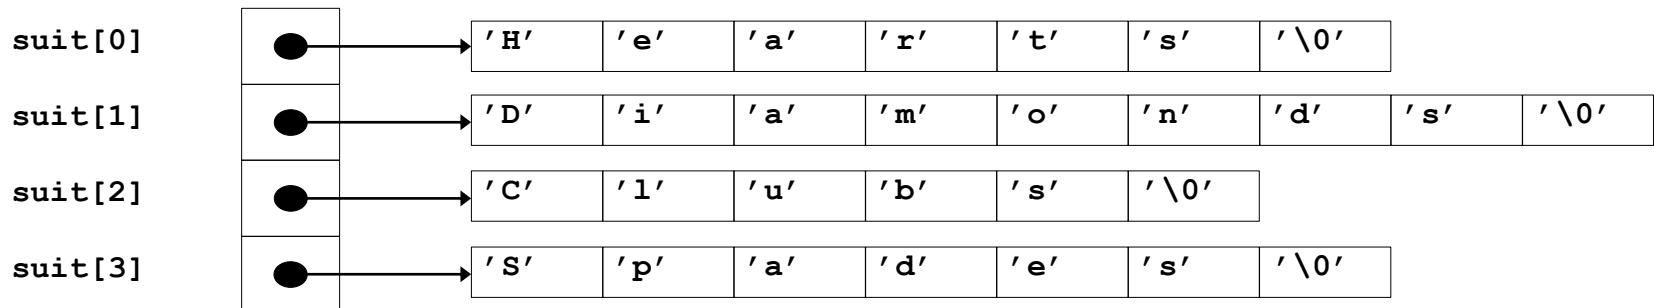 suit[0] ’H’ ’e’ ’a’ ’r’ ’t’ ’s’ ’\0’
suit[1] ’D’ ’i’ ’a’ ’m’ ’o’ ’n’ ’d’ ’s’ ’\0’
suit[2] ’C’ ’l’ ’u’ ’b’ ’s’ ’\0’
suit[3] ’S’ ’p’ ’a’ ’d’ ’e’ ’s’ ’\0’